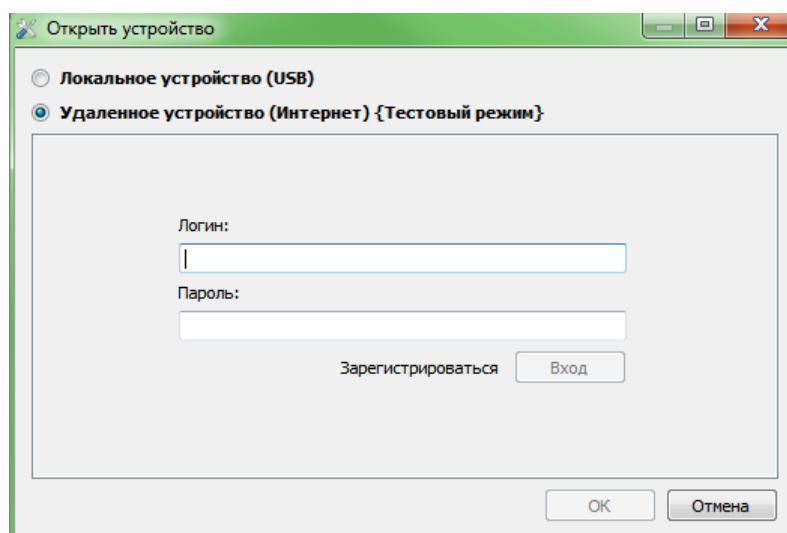 Открыть устройство
Локальное устройство (USB)
Удаленное устройство (Интернет) {Тестовый режим}
Логин:
Пароль:
Зарегистрироваться Вход
OK Отмена